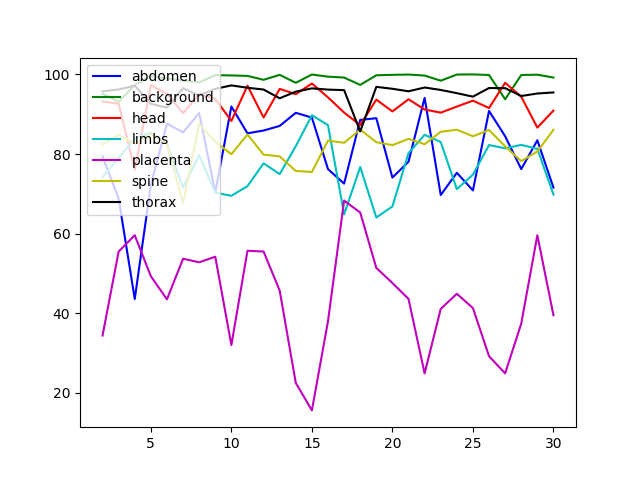 100
80
60
40
20
abdomen
background
head
limbs
placenta
spine
thorax
5 10 15 20 25 30